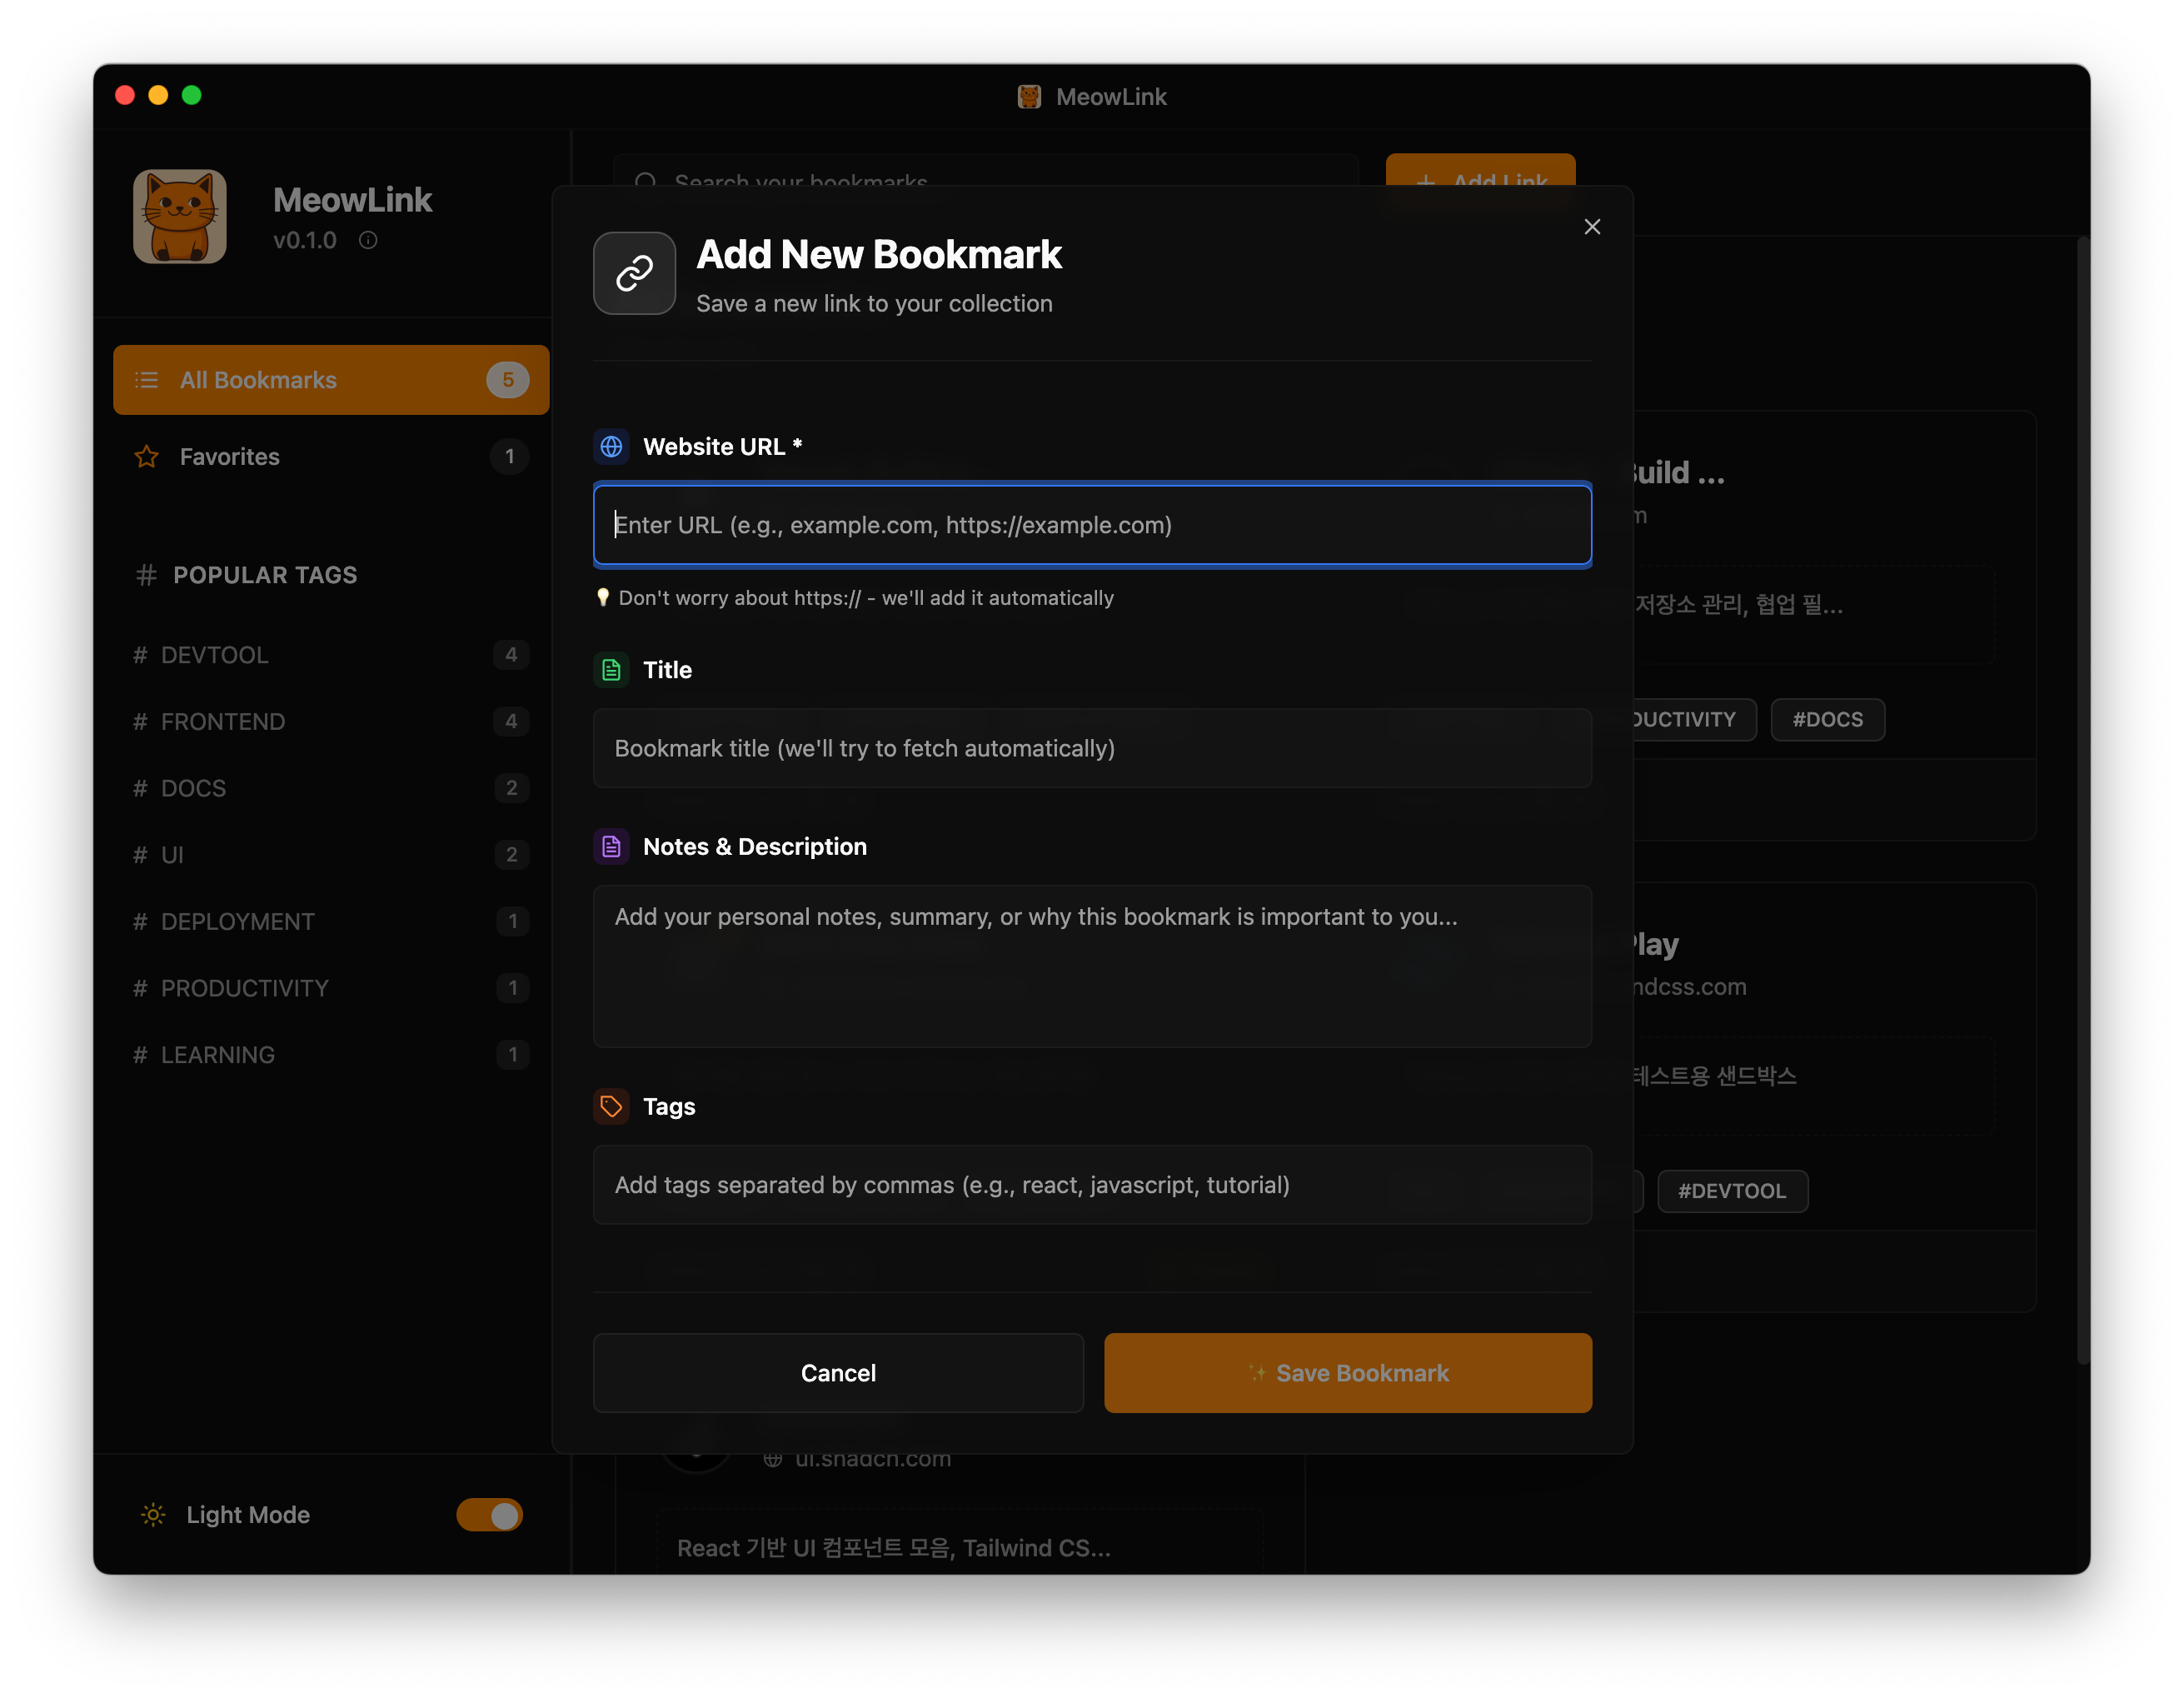 MeowLink
MeowLink
v0.1.0
All Bookmarks
5
Favorites
1
# POPULAR TAGS
# DEVTOOL
4
# FRONTEND
4
# DOCS
2
# UI
2
# DEPLOYMENT
1
# PRODUCTIVITY
1
# LEARNING
1
Light Mode
Search your bookmarks
+ Add Link
Add New Bookmark
Save a new link to your collection
Website URL *
Enter URL (e.g., example.com, https://example.com)
Don't worry about https:// - we'll add it automatically
Title
Bookmark title (we'll try to fetch automatically)
Notes & Description
Add your personal notes, summary, or why this bookmark is important to you...
Tags
Add tags separated by commas (e.g., react, javascript, tutorial)
Cancel
Save Bookmark
Build ...
저장소 관리, 협업 필...
DUCTIVITY
#DOCS
Play
ndcss.com
테스트용 샌드박스
#DEVTOOL
ui.shadcn.com
React 기반 UI 컴포넌트 모음, Tailwind CS...